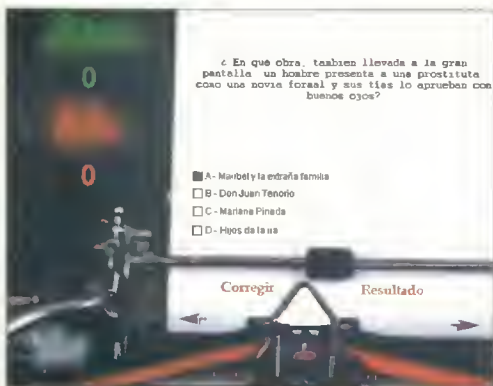 0
0
¿ En qué obra, tambien llevada a la gran
pantalla un hombre presenta a una prostituta
como una novia formal y sus tías lo aprueban con
buenos ojos?
A - Maribel y la extraña familia
B - Don Juan Tenorio
C - Mariana Pineda
D - Hijos de la ira
Corregir Resultado